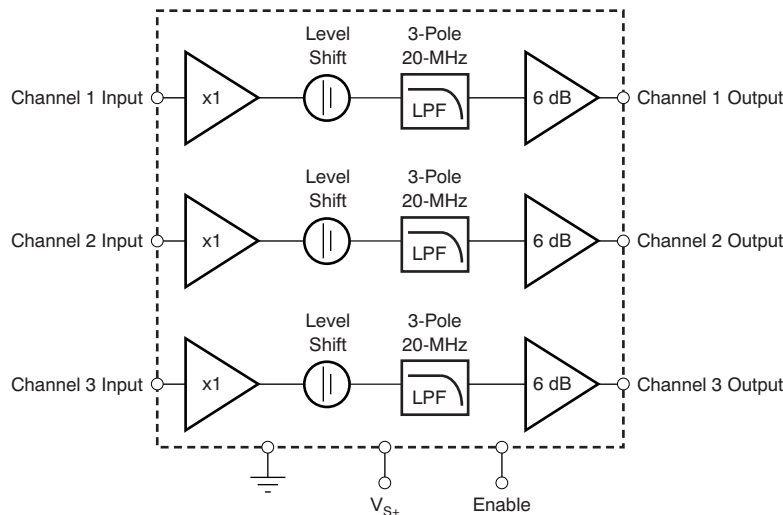 Level
Shift
3-Pole
20-MHz
Channel 1 Input
x1
LPF
6 dB
Channel 1 Output
Level
Shift
3-Pole
20-MHz
Channel 2 Input
x1
LPF
6 dB
Channel 2 Output
Level
Shift
3-Pole
20-MHz
Channel 3 Input
x1
LPF
6 dB
Channel 3 Output
VS+
Enable